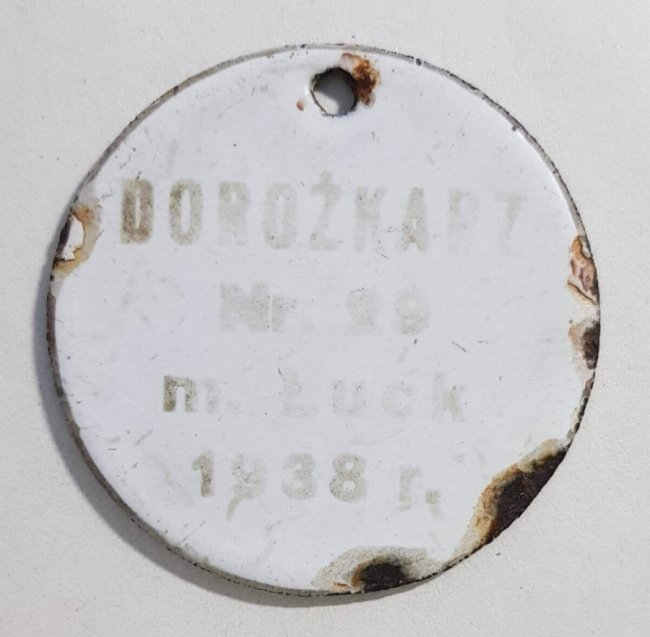 DOROŻKARZ
Nr. 29
m. Łuck
1938 r.